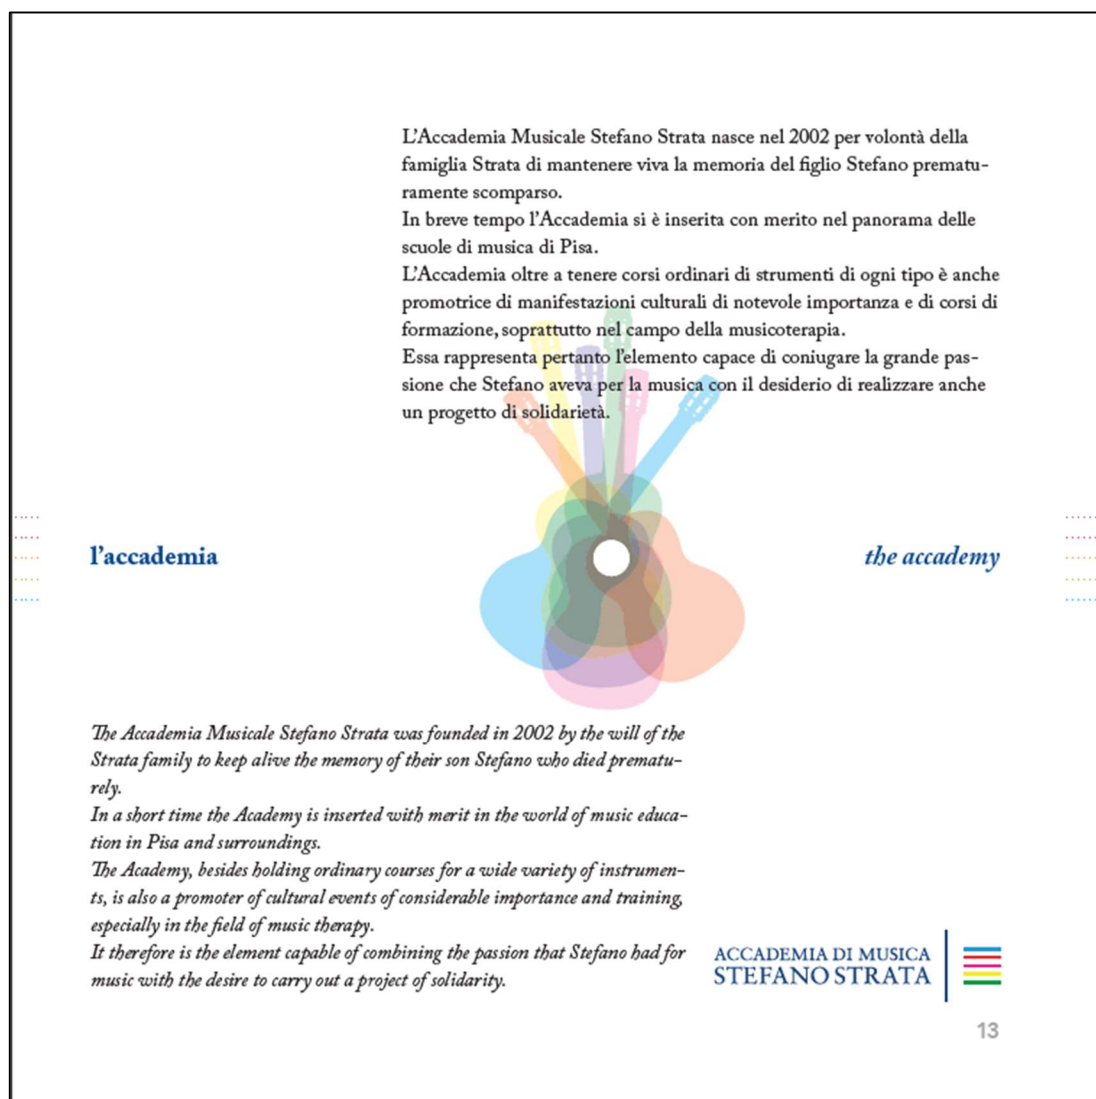 L’Accademia Musicale Stefano Strata nasce nel 2002 per volontà della
famiglia Strata di mantenere viva la memoria del figlio Stefano prematu-
ramente scomparso.
In breve tempo l’Accademia si è inserita con merito nel panorama delle
scuole di musica di Pisa.
L’Accademia oltre a tenere corsi ordinari di strumenti di ogni tipo è anche
promotrice di manifestazioni culturali di notevole importanza e di corsi di
formazione, soprattutto nel campo della musicoterapia.
Essa rappresenta pertanto l’elemento capace di coniugare la grande pas-
sione che Stefano aveva per la musica con il desiderio di realizzare anche
un progetto di solidarietà.
l’accademia
the accademy
The Accademia Musicale Stefano Strata was founded in 2002 by the will of the
Strata family to keep alive the memory of their son Stefano who died prematu-
rely.
In a short time the Academy is inserted with merit in the world of music educa-
tion in Pisa and surroundings.
The Academy, besides holding ordinary courses for a wide variety of instrumen-
ts, is also a promoter of cultural events of considerable importance and training,
especially in the field of music therapy.
It therefore is the element capable of combining the passion that Stefano had for
music with the desire to carry out a project of solidarity.
ACCADEMIA DI MUSICA
STEFANO STRATA
13